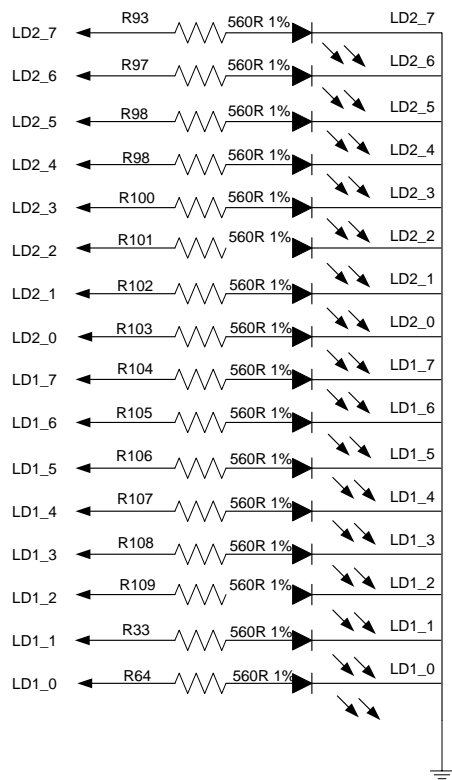 R93 560R 1% LD2_7
LD2_7
R97 560R 1% LD2_6
LD2_6
R98 560R 1% LD2_5
LD2_5
R98 560R 1% LD2_4
LD2_4
R100 560R 1% LD2_3
LD2_3
R101 560R 1% LD2_2
LD2_2
R102 560R 1% LD2_1
LD2_1
R103 560R 1% LD2_0
LD2_0
R104 560R 1% LD1_7
LD1_7
R105 560R 1% LD1_6
LD1_6
R106 560R 1% LD1_5
LD1_5
R107 560R 1% LD1_4
LD1_4
R108 560R 1% LD1_3
LD1_3
R109 560R 1% LD1_2
LD1_2
R33 560R 1% LD1_1
LD1_1
R64 560R 1% LD1_0
LD1_0